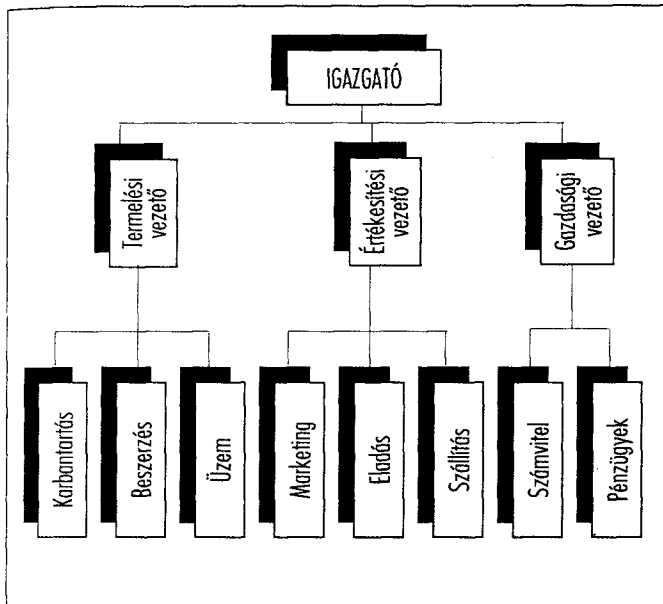 IGAZGATÓ
Termelési
vezető
Értékesítési
vezető
Gazdasági
vezető
Karbantartás
Beszerzés
Üzem
Marketing
Eladás
Szállítás
Számvitel
Pénzügyek